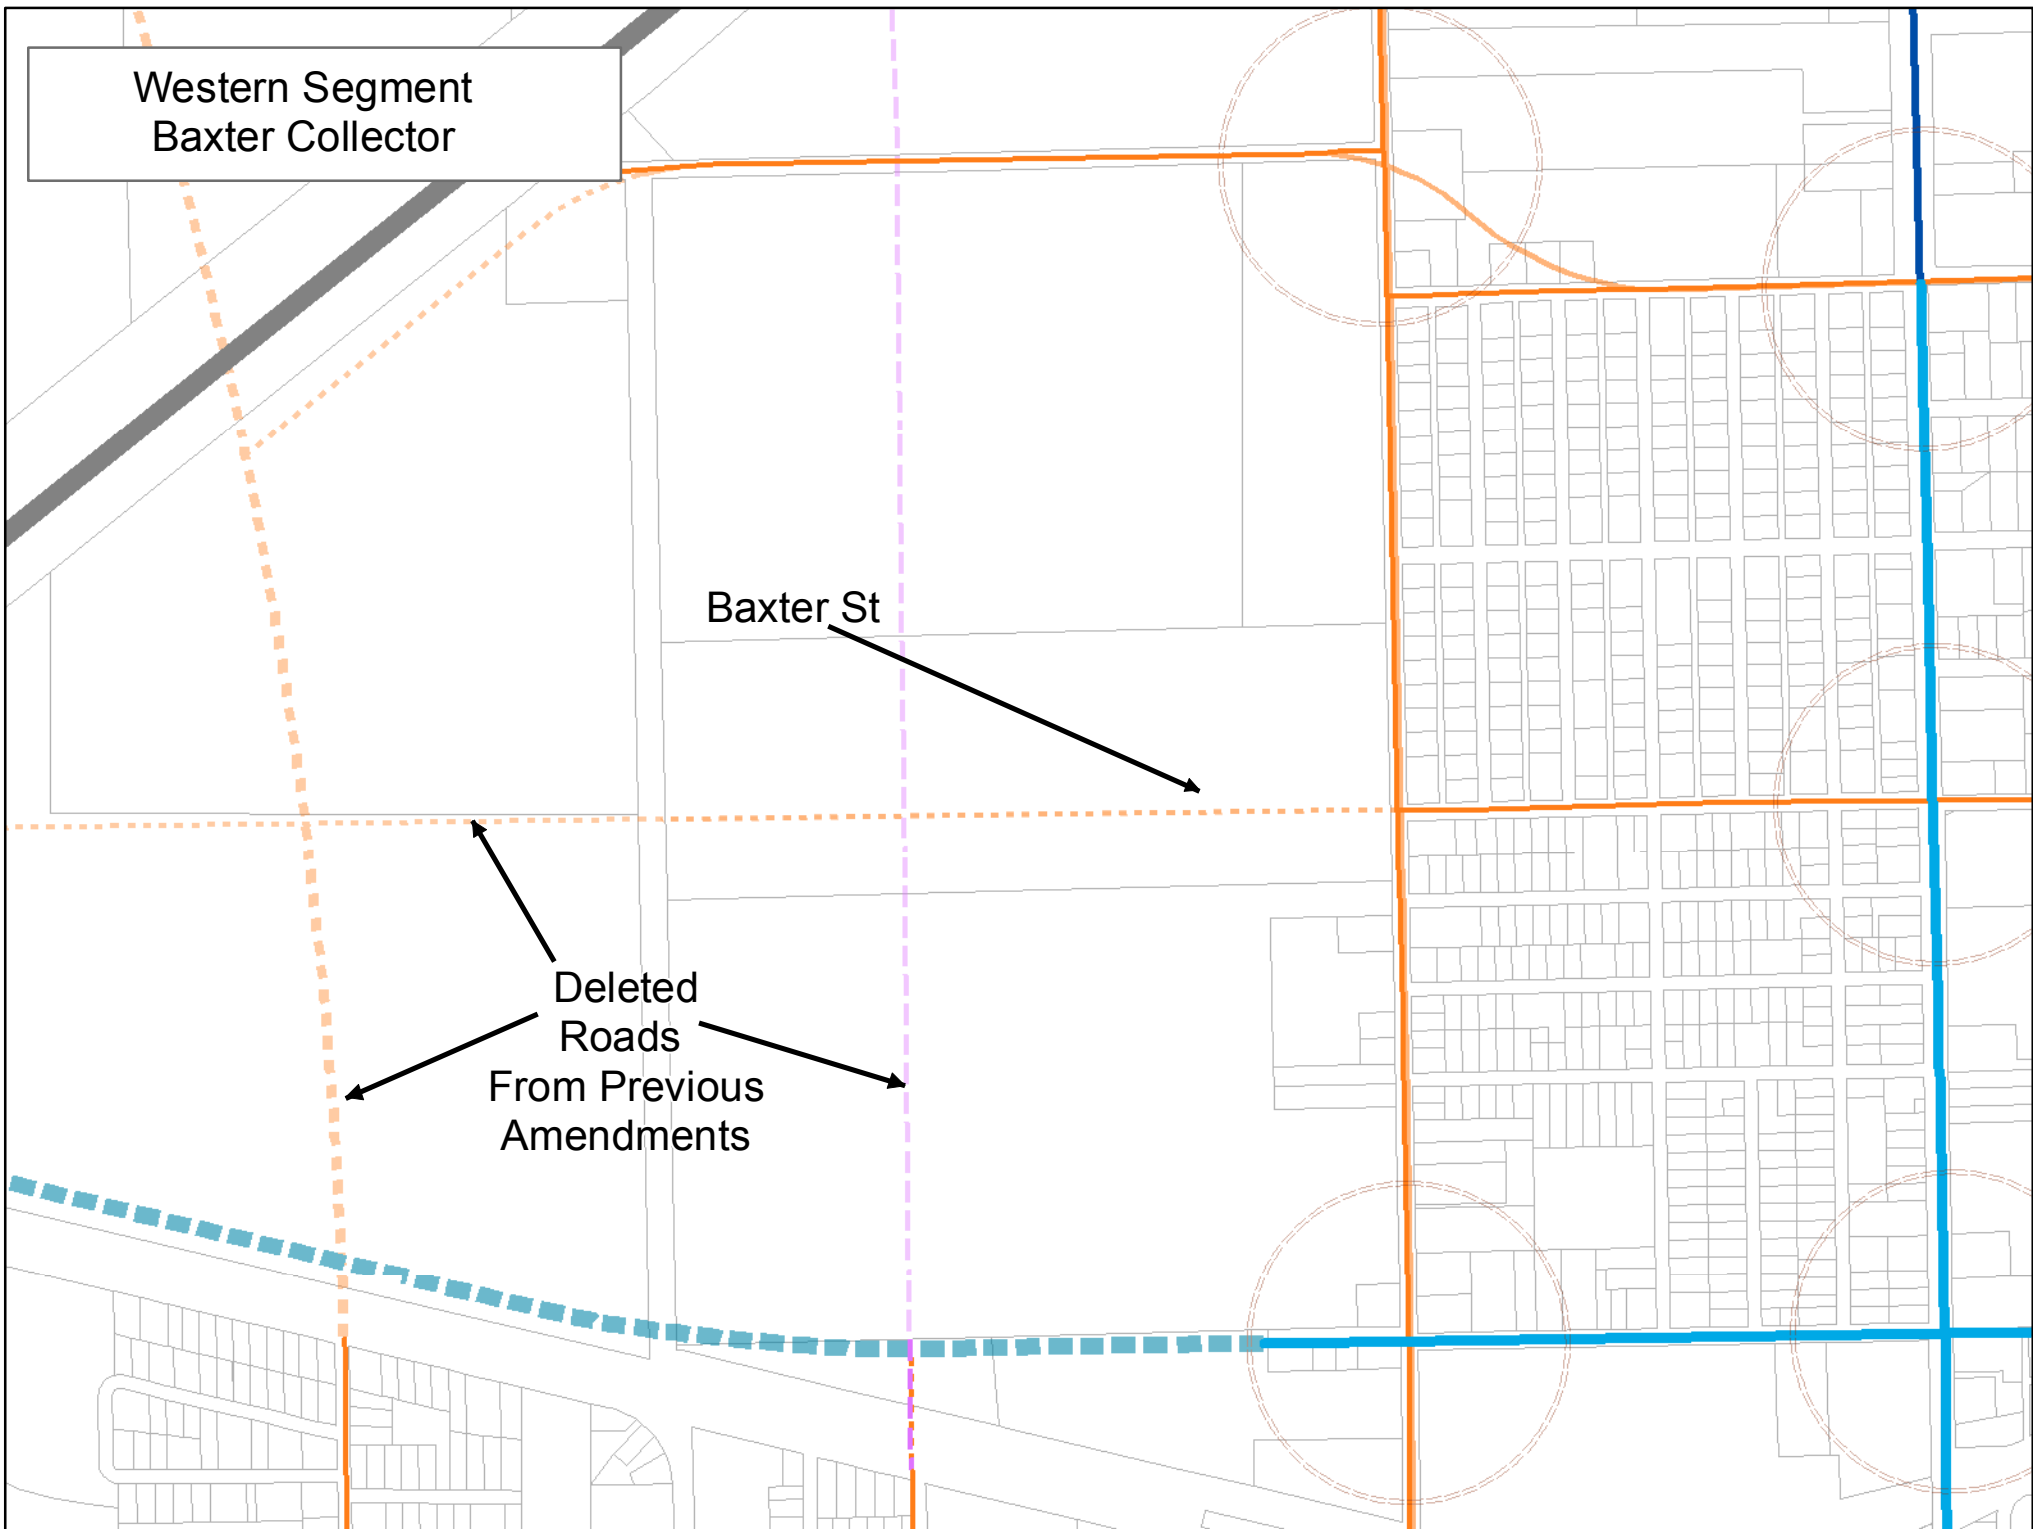 Western Segment
Baxter Collector
Baxter St
Deleted
Roads
From Previous
Amendments